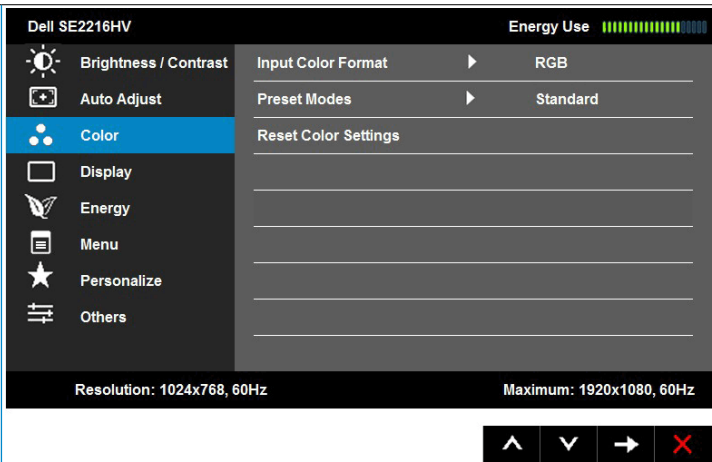 Dell SE2216HV Energy Use
Brightness / Contrast Input Color Format RGB
Auto Adjust Preset Modes Standard
Color Reset Color Settings
Display
Energy
Menu
Personalize
Others
Resolution: 1024x768, 60Hz Maximum: 1920x1080, 60Hz